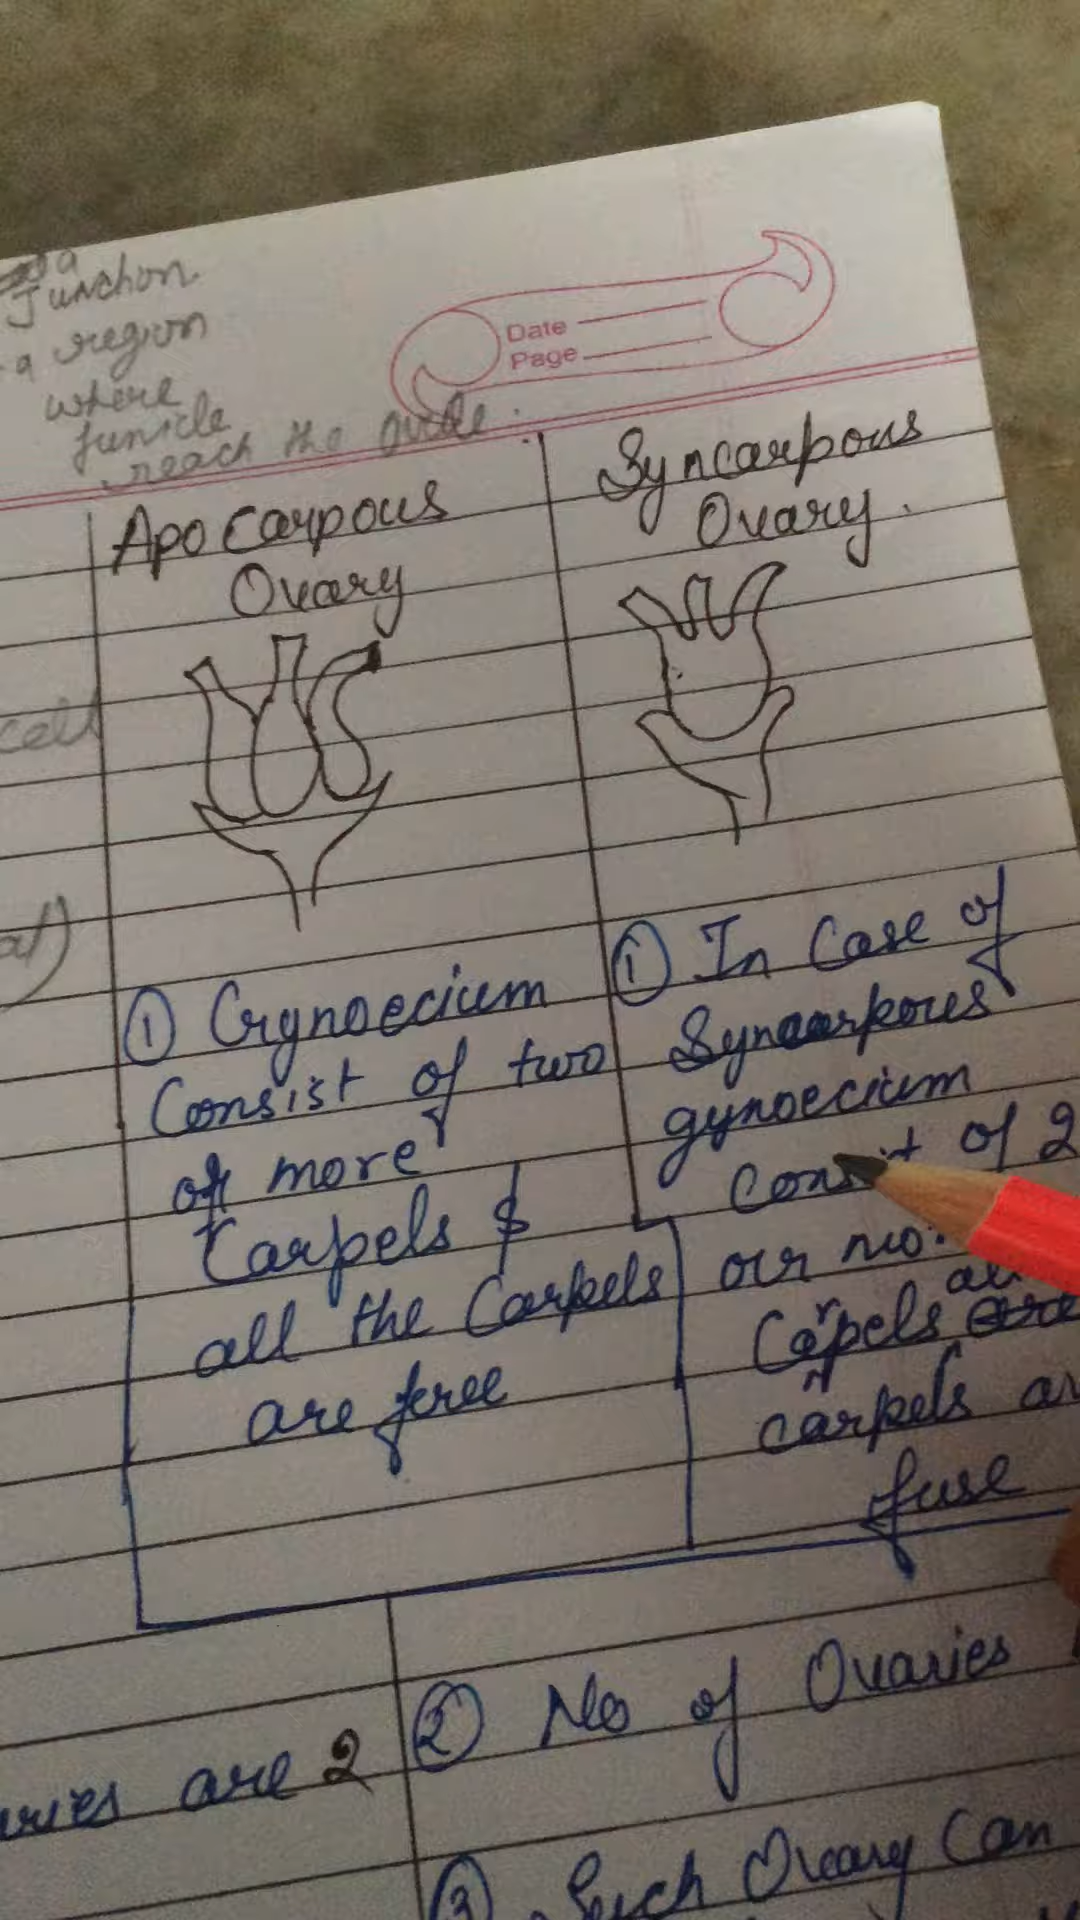 a
Junction
a region
where
funicle
reach the ovule.
Date
Page
Apocarpous
Ovary
Syncarpous
Ovary.
cell
① Gynoecium
Consist of two
or more
Carpels &
all the Carpels
are free
① In Case of
Syncarpous
gynoecium
Consist of 2
or mo
Carpels
carpels
fuse
are 2
② No of Ovaries
③ Such Ovary Can